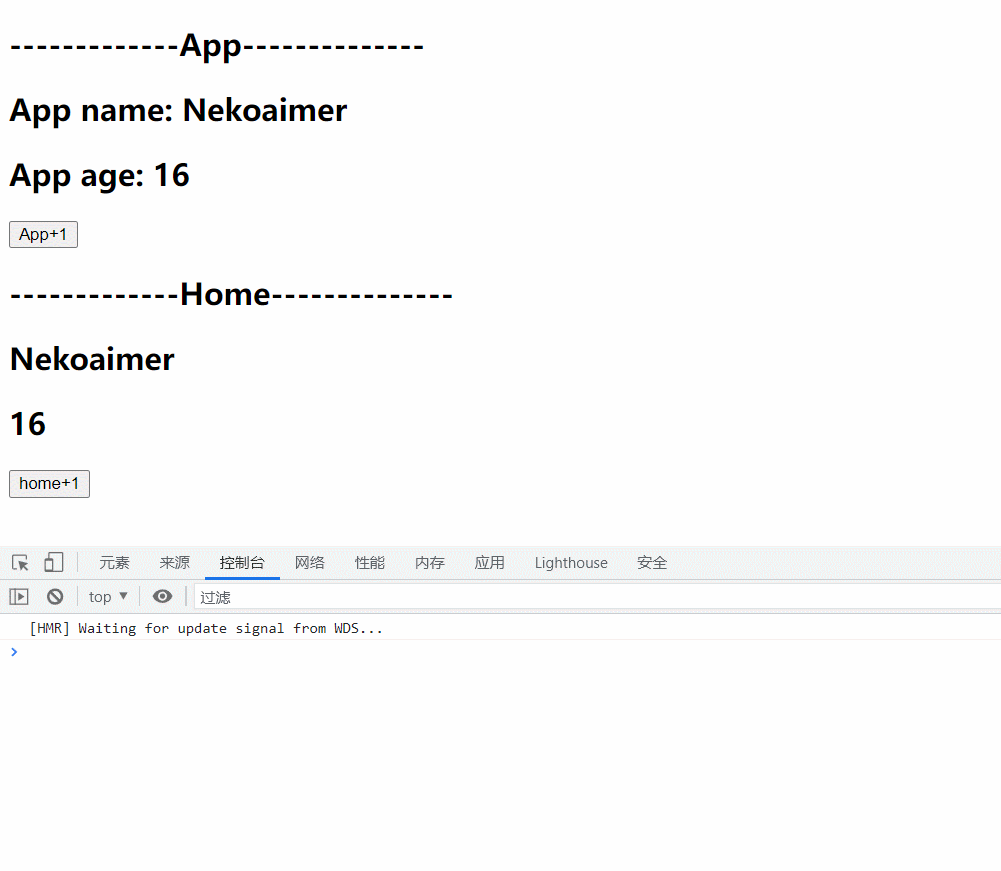 -------------App--------------
App name: Nekoaimer
App age: 16
App+1
-------------Home--------------
Nekoaimer
16
home+1
元素 来源 控制台 网络 性能 内存 应用 Lighthouse 安全
top ▼ 过滤
[HMR] Waiting for update signal from WDS...